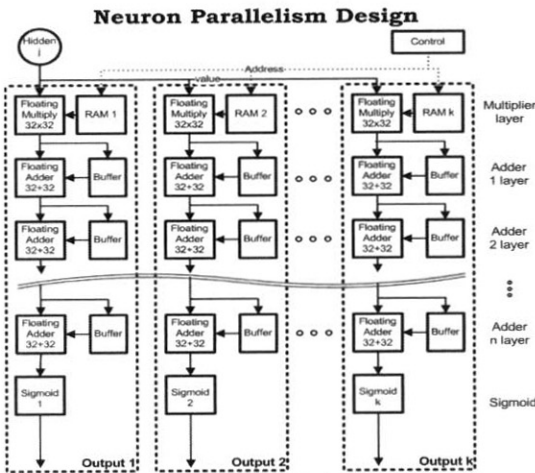 Neuron Parallelism Design
Hidden
i
Control
Address
value
Floating
Multiply
32x32
RAM 1
Floating
Multiply
32x32
RAM 2
Floating
Multiply
32x32
RAM k
Multiplier
layer
Floating
Adder
32+32
Buffer
Floating
Adder
32+32
Buffer
Floating
Adder
32+32
Buffer
Adder
1 layer
Floating
Adder
32+32
Buffer
Floating
Adder
32+32
Buffer
Floating
Adder
32+32
Buffer
Adder
2 layer
Floating
Adder
32+32
Buffer
Floating
Adder
32+32
Buffer
Floating
Adder
32+32
Buffer
Adder
n layer
Sigmoid
1
Sigmoid
2
Sigmoid
k
Sigmoid
Output 1
Output 2
Output k